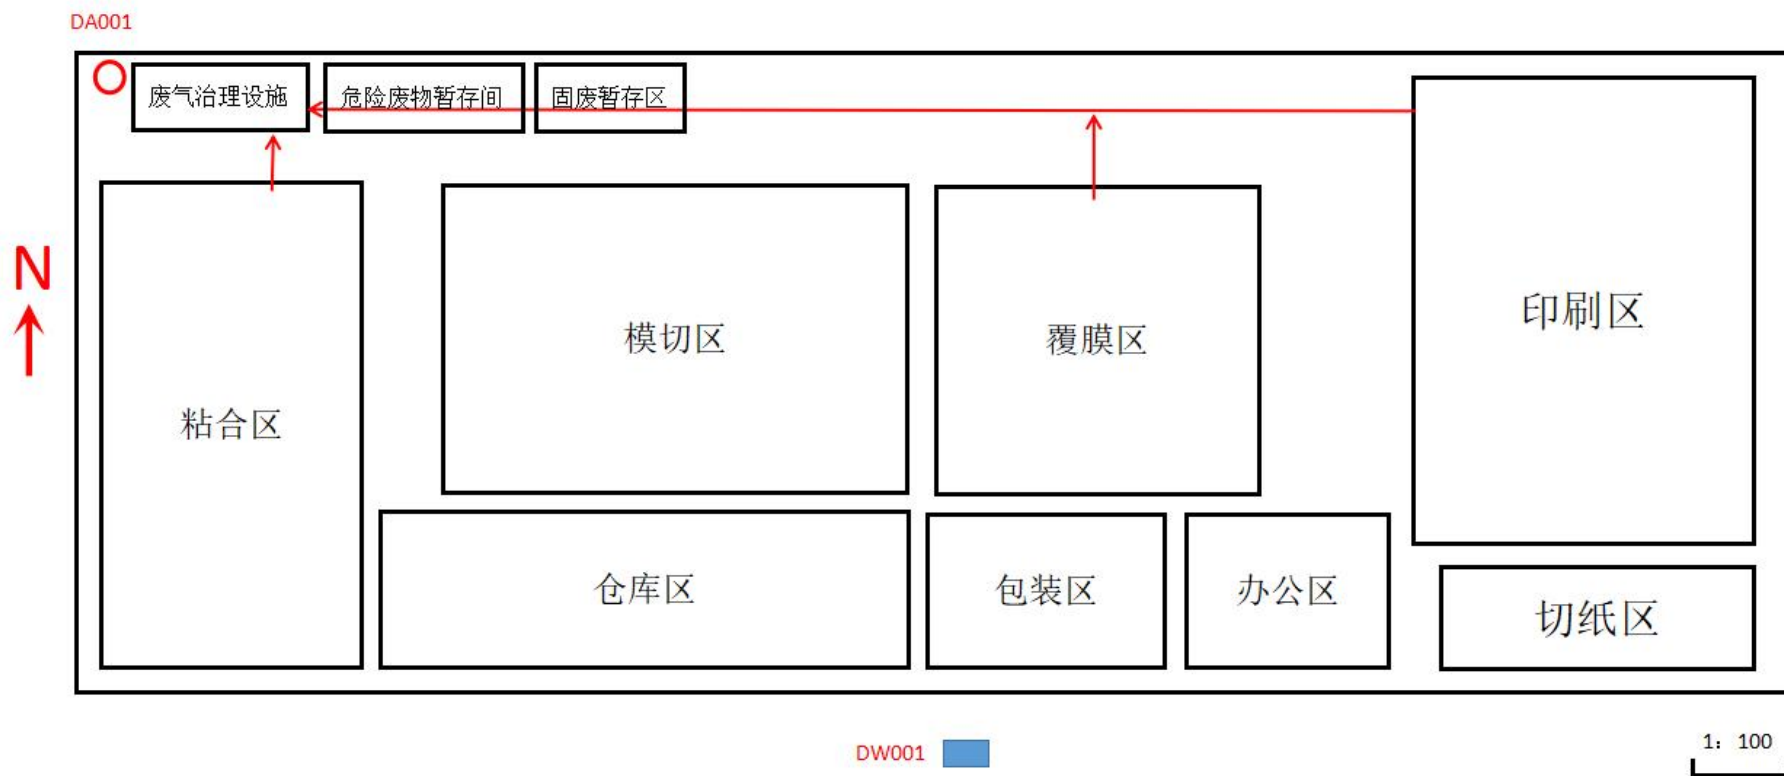 DA001
废气治理设施
危险废物暂存间
固废暂存区
N
印刷区
模切区
覆膜区
粘合区
仓库区
包装区
办公区
切纸区
DW001
1：100